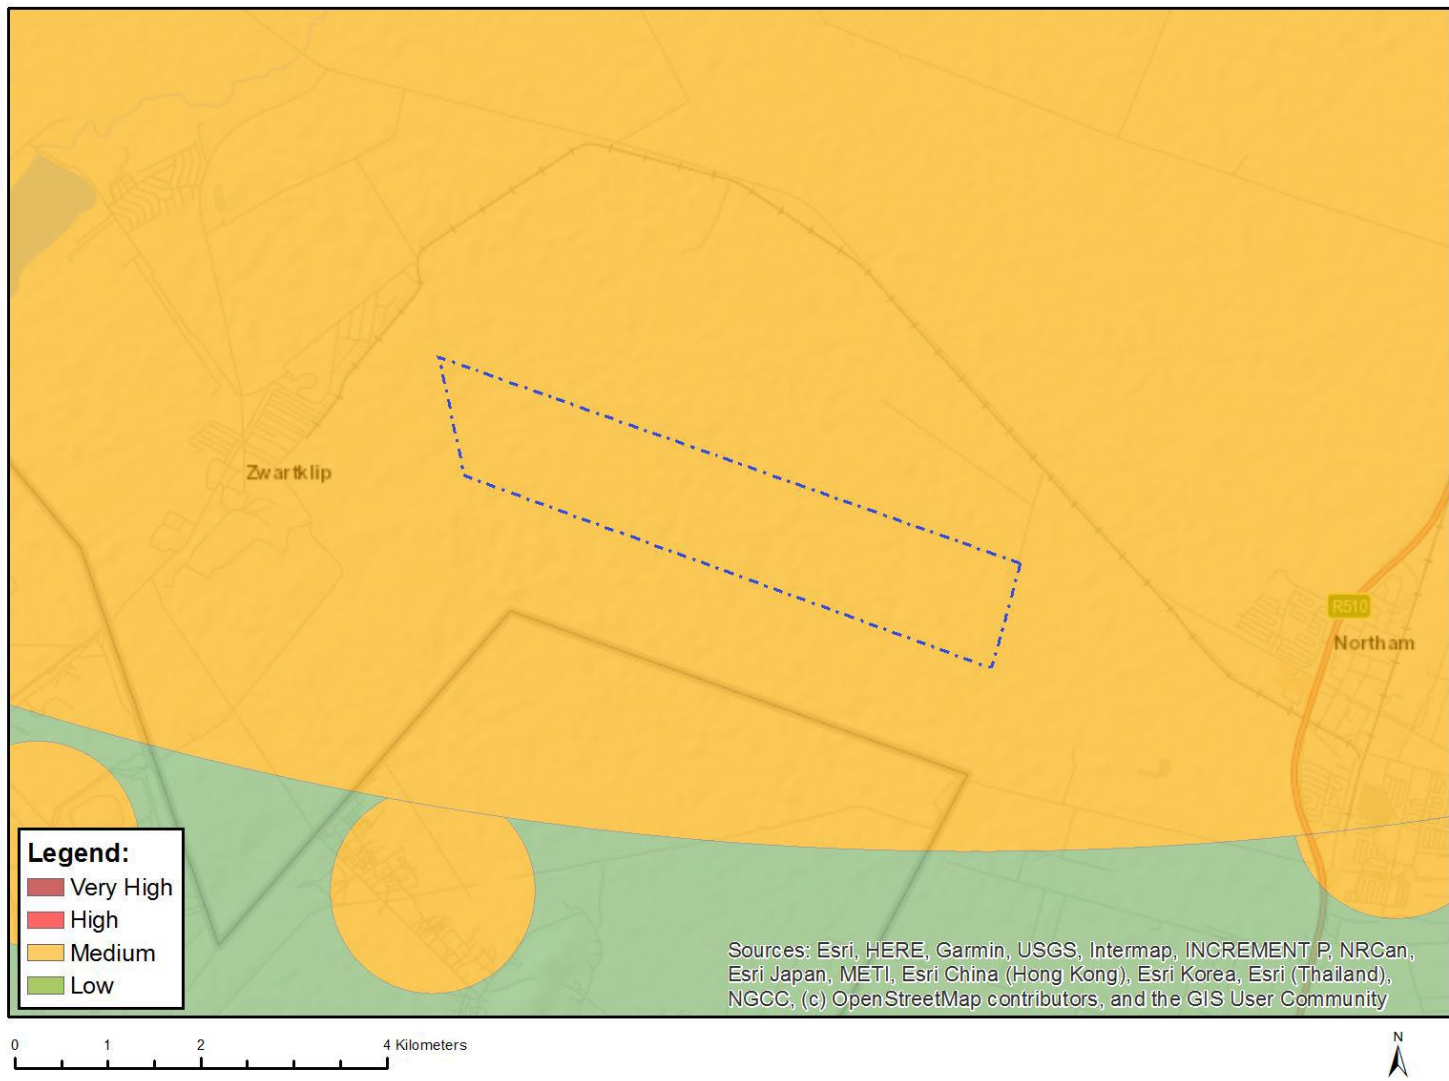 Zwartklip
R510
Northam
Legend:
Very High
High
Medium
Low
Sources: Esri, HERE, Garmin, USGS, Intermap, INCREMENT P, NRCan,
Esri Japan, METI, Esri China (Hong Kong), Esri Korea, Esri (Thailand),
NGCC, (c) OpenStreetMap contributors, and the GIS User Community
0 1 2 4 Kilometers
N